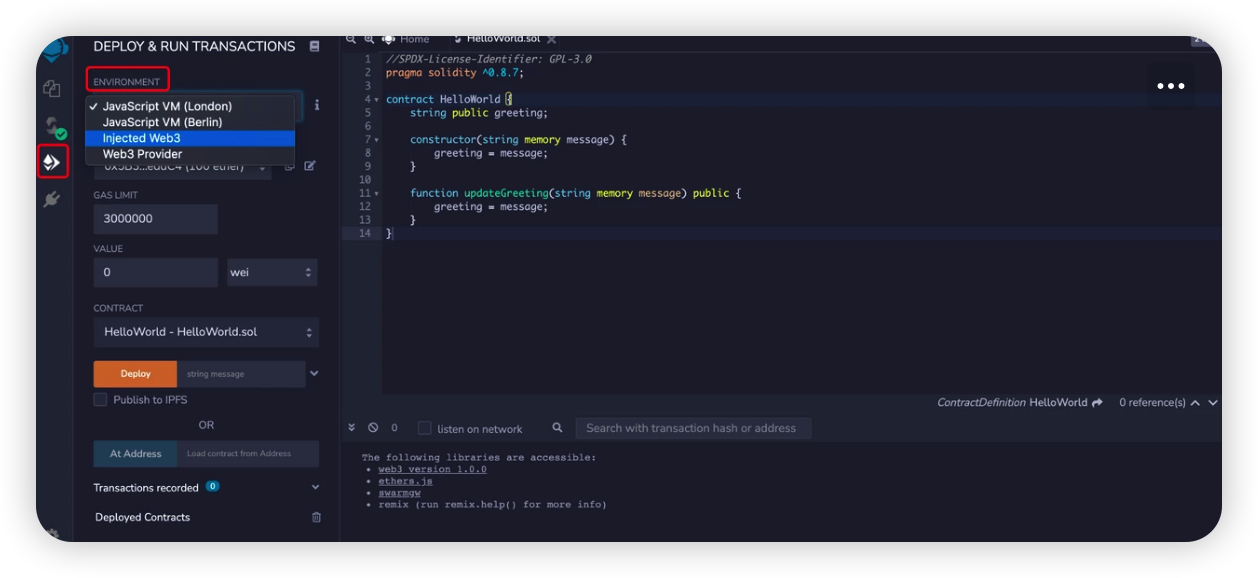 DEPLOY & RUN TRANSACTIONS
ENVIRONMENT
JavaScript VM (London)
JavaScript VM (Berlin)
Injected Web3
Web3 Provider
GAS LIMIT
3000000
VALUE
0 wei
CONTRACT
HelloWorld - HelloWorld.sol
Deploy string message
Publish to IPFS
OR
At Address Load contract from Address
Transactions recorded 0
Deployed Contracts
Home HelloWorld.sol
1 //SPDX-License-Identifier: GPL-3.0
2 pragma solidity ^0.8.7;
3
4 contract HelloWorld {
5 string public greeting;
6
7 constructor(string memory message) {
8 greeting = message;
9 }
10
11 function updateGreeting(string memory message) public {
12 greeting = message;
13 }
14 }
ContractDefinition HelloWorld 0 reference(s)
0 listen on network Search with transaction hash or address
The following libraries are accessible:
• web3 version 1.0.0
• ethers.js
• swarmgw
• remix (run remix.help() for more info)